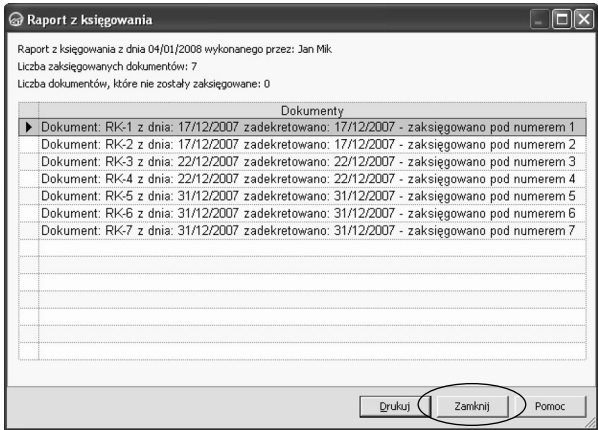 Raport z księgowania
Raport z księgowania z dnia 04/01/2008 wykonanego przez: Jan Mik
Liczba zaksięgowanych dokumentów: 7
Liczba dokumentów, które nie zostały zaksięgowane: 0
Dokumenty
Dokument: RK-1 z dnia: 17/12/2007 zadekretowano: 17/12/2007 - zaksięgowano pod numerem 1
Dokument: RK-2 z dnia: 17/12/2007 zadekretowano: 17/12/2007 - zaksięgowano pod numerem 2
Dokument: RK-3 z dnia: 22/12/2007 zadekretowano: 22/12/2007 - zaksięgowano pod numerem 3
Dokument: RK-4 z dnia: 22/12/2007 zadekretowano: 22/12/2007 - zaksięgowano pod numerem 4
Dokument: RK-5 z dnia: 31/12/2007 zadekretowano: 31/12/2007 - zaksięgowano pod numerem 5
Dokument: RK-6 z dnia: 31/12/2007 zadekretowano: 31/12/2007 - zaksięgowano pod numerem 6
Dokument: RK-7 z dnia: 31/12/2007 zadekretowano: 31/12/2007 - zaksięgowano pod numerem 7
Drukuj Zamknij Pomoc